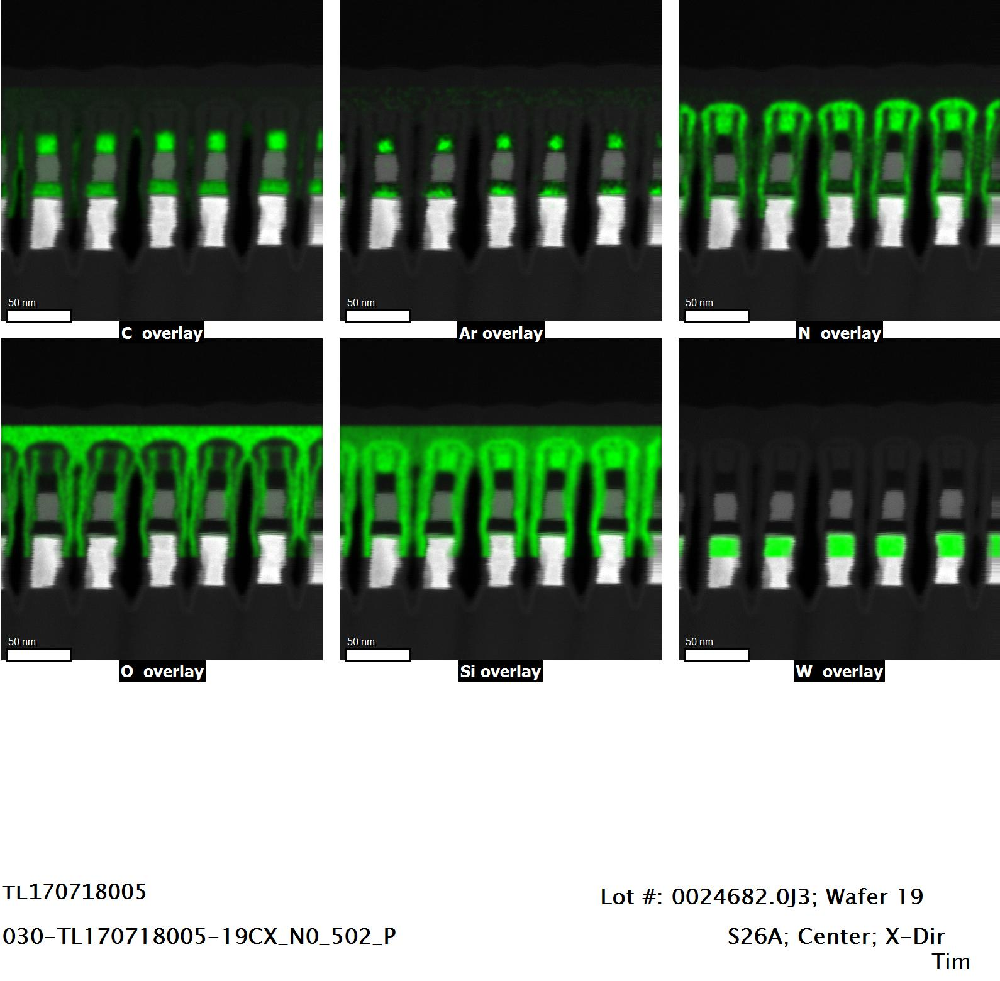 50 nm
50 nm
50 nm
C overlay
Ar overlay
N overlay
50 nm
50 nm
50 nm
O overlay
Si overlay
W overlay
TL170718005
Lot #: 0024682.0J3; Wafer 19
030-TL170718005-19CX_N0_502_P
S26A; Center; X-Dir
Tim